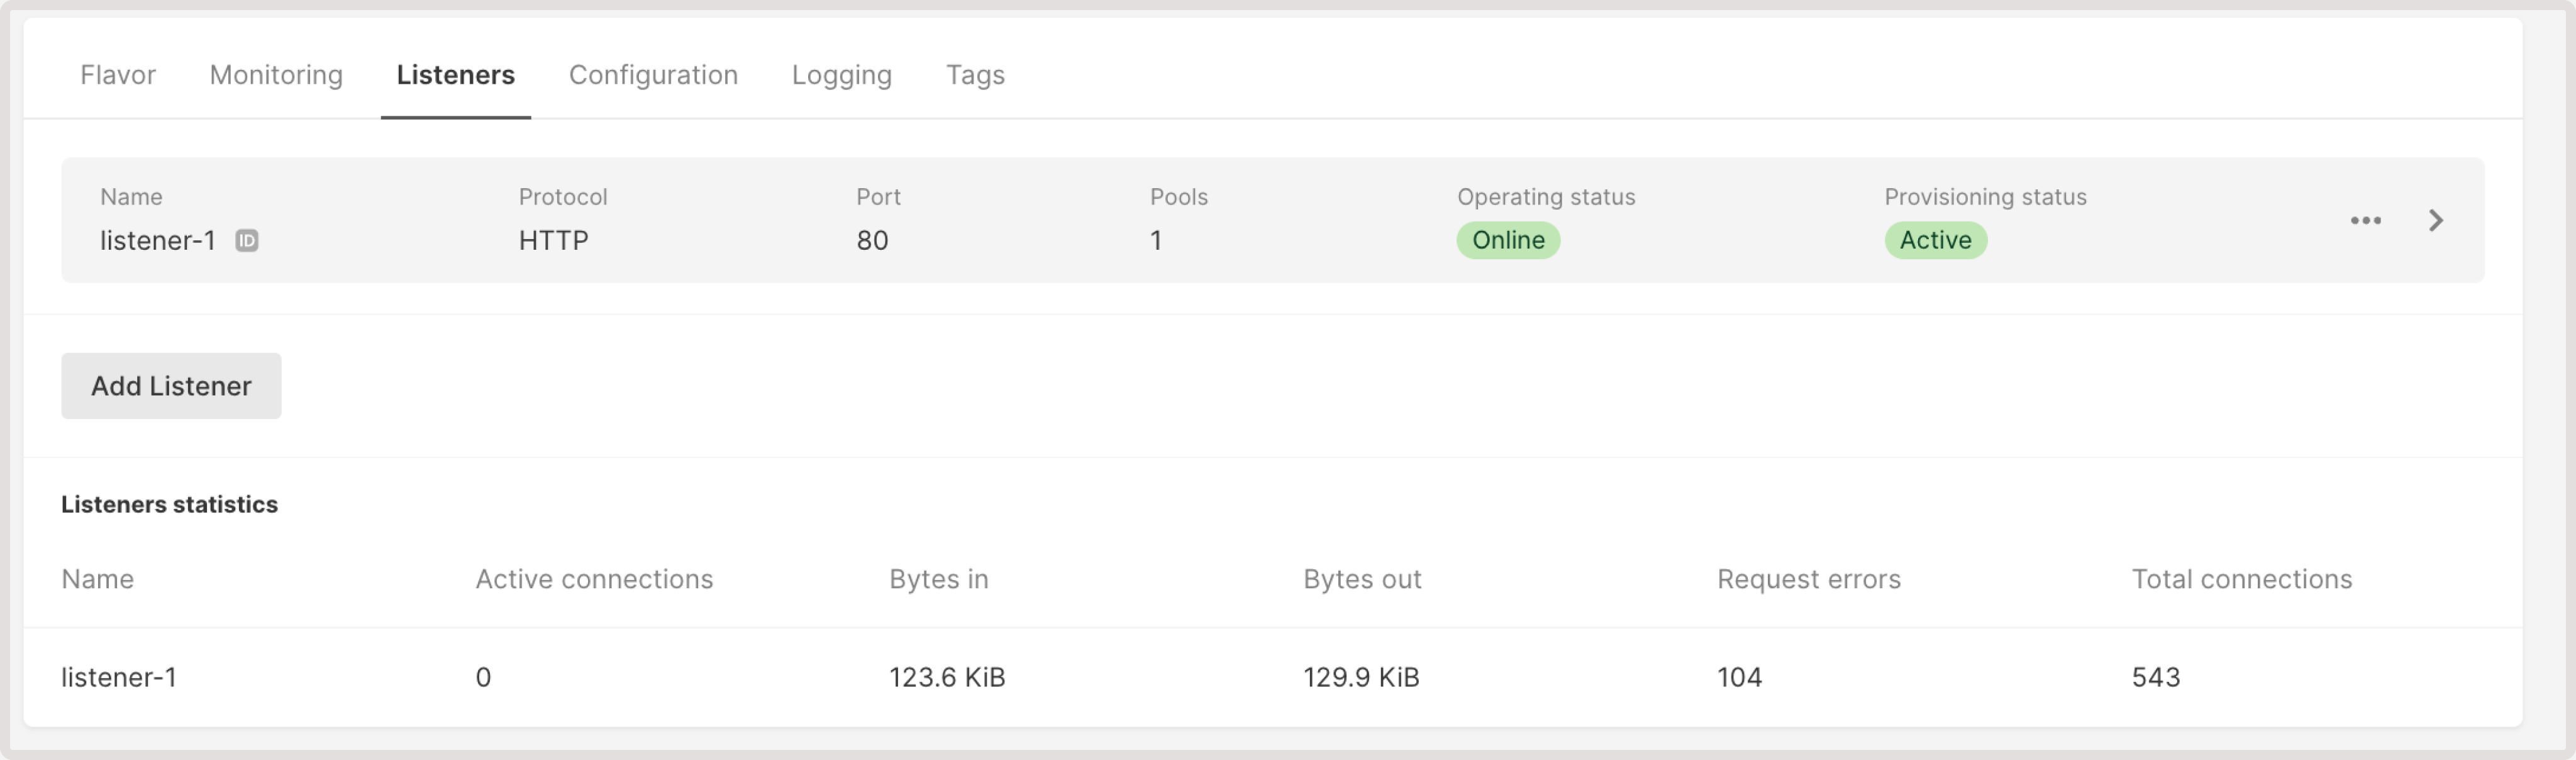 Flavor Monitoring Listeners Configuration Logging Tags
Name Protocol Port Pools Operating status Provisioning status
listener-1 ID HTTP 80 1 Online Active
Add Listener
Listeners statistics
Name Active connections Bytes in Bytes out Request errors Total connections
listener-1 0 123.6 KiB 129.9 KiB 104 543